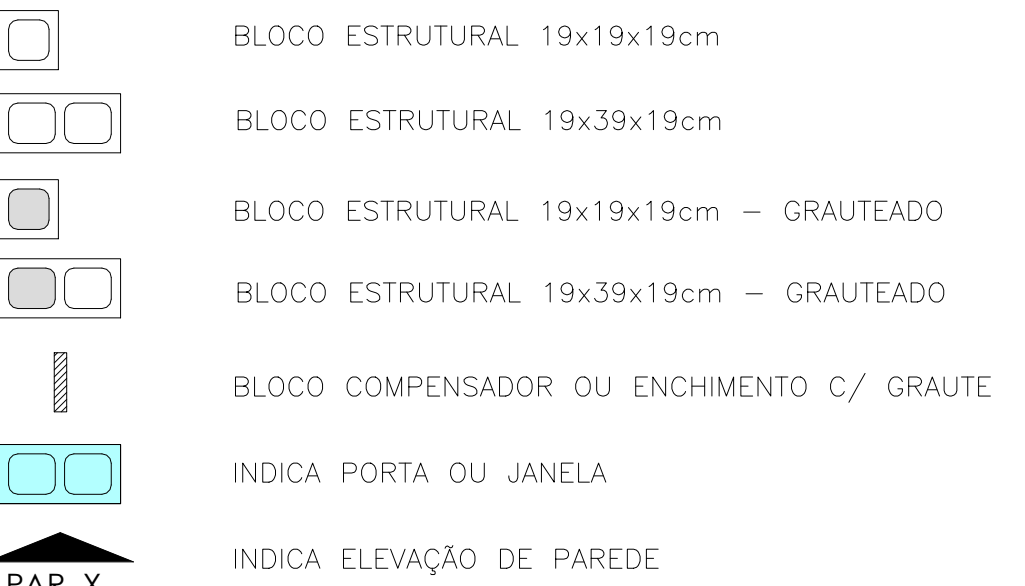 BLOCO ESTRUTURAL 19x19x19cm
BLOCO ESTRUTURAL 19x39x19cm
BLOCO ESTRUTURAL 19x19x19cm – GRAUTEADO
BLOCO ESTRUTURAL 19x39x19cm – GRAUTEADO
BLOCO COMPENSADOR OU ENCHIMENTO C/ GRAUTE
INDICA PORTA OU JANELA
INDICA ELEVAÇÃO DE PAREDE
PAR X